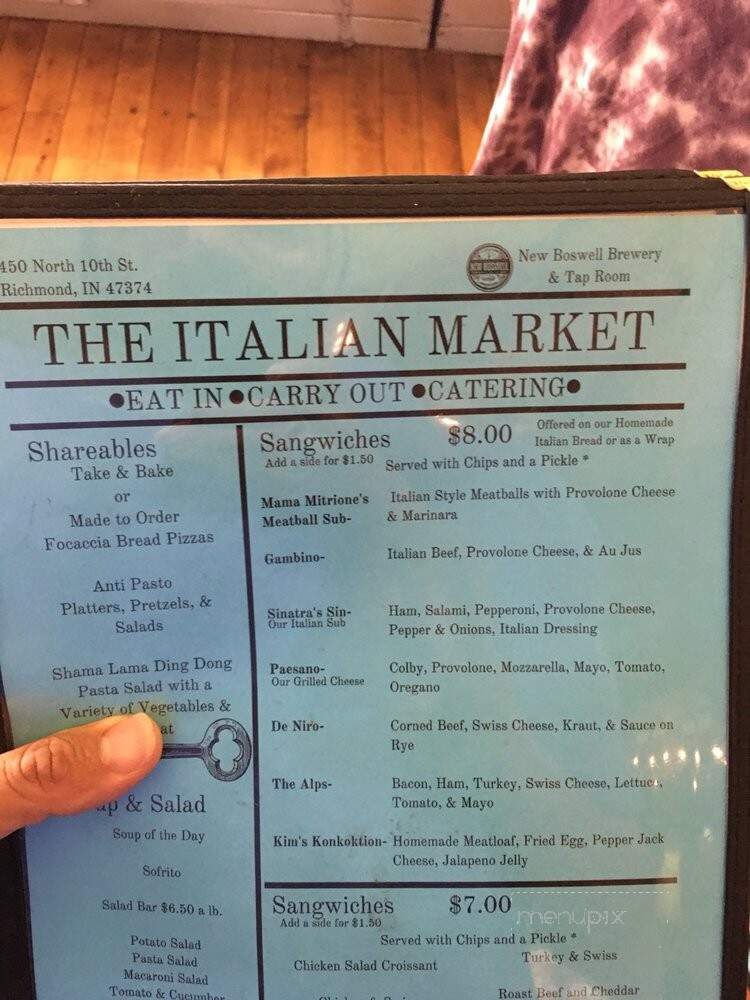 450 North 10th St.
Richmond, IN 47374
New Boswell Brewery
& Tap Room
THE ITALIAN MARKET
●EAT IN●CARRY OUT●CATERING●
Shareables
Take & Bake
or
Made to Order
Focaccia Bread Pizzas
Anti Pasto
Platters, Pretzels, &
Salads
Shama Lama Ding Dong
Pasta Salad with a
Variety of Vegetables &
& Salad
Soup of the Day
Sofrito
Salad Bar $6.50 a lb.
Potato Salad
Pasta Salad
Macaroni Salad
Tomato & Cucumber
Sangwiches $8.00 Offered on our Homemade
Add a side for $1.50 Italian Bread or as a Wrap
Served with Chips and a Pickle *
Mama Mitrione's Italian Style Meatballs with Provolone Cheese
Meatball Sub- & Marinara
Gambino- Italian Beef, Provolone Cheese, & Au Jus
Sinatra's Sin- Ham, Salami, Pepperoni, Provolone Cheese,
Our Italian Sub Pepper & Onions, Italian Dressing
Paesano- Colby, Provolone, Mozzarella, Mayo, Tomato,
Our Grilled Cheese Oregano
De Niro- Corned Beef, Swiss Cheese, Kraut, & Sauce on
Rye
The Alps- Bacon, Ham, Turkey, Swiss Cheese, Lettuce,
Tomato, & Mayo
Kim's Konkoktion- Homemade Meatloaf, Fried Egg, Pepper Jack
Cheese, Jalapeno Jelly
Sangwiches $7.00
Add a side for $1.50
Served with Chips and a Pickle *
Chicken Salad Croissant Turkey & Swiss
Roast Beef and Cheddar
menupix